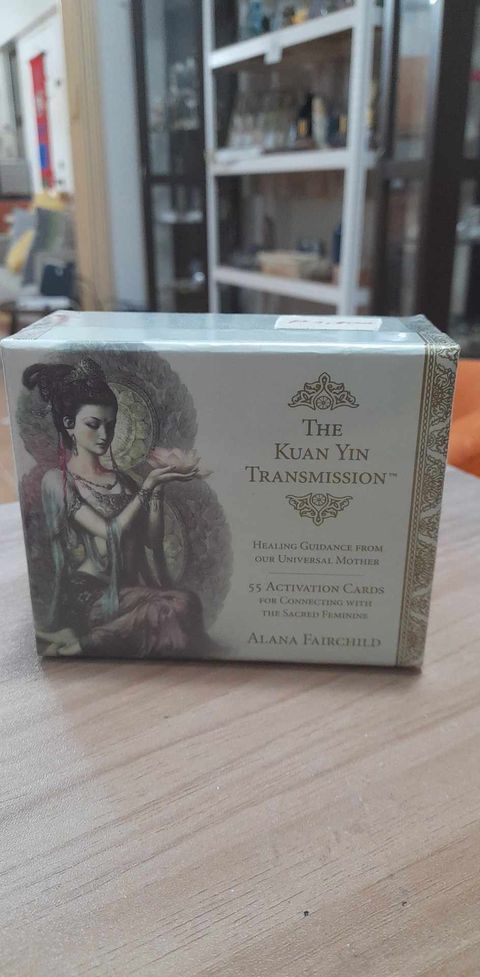 The
Kuan Yin
Transmission™
Healing Guidance from
our Universal Mother
55 Activation Cards
for Connecting with
the Sacred Feminine
Alana Fairchild